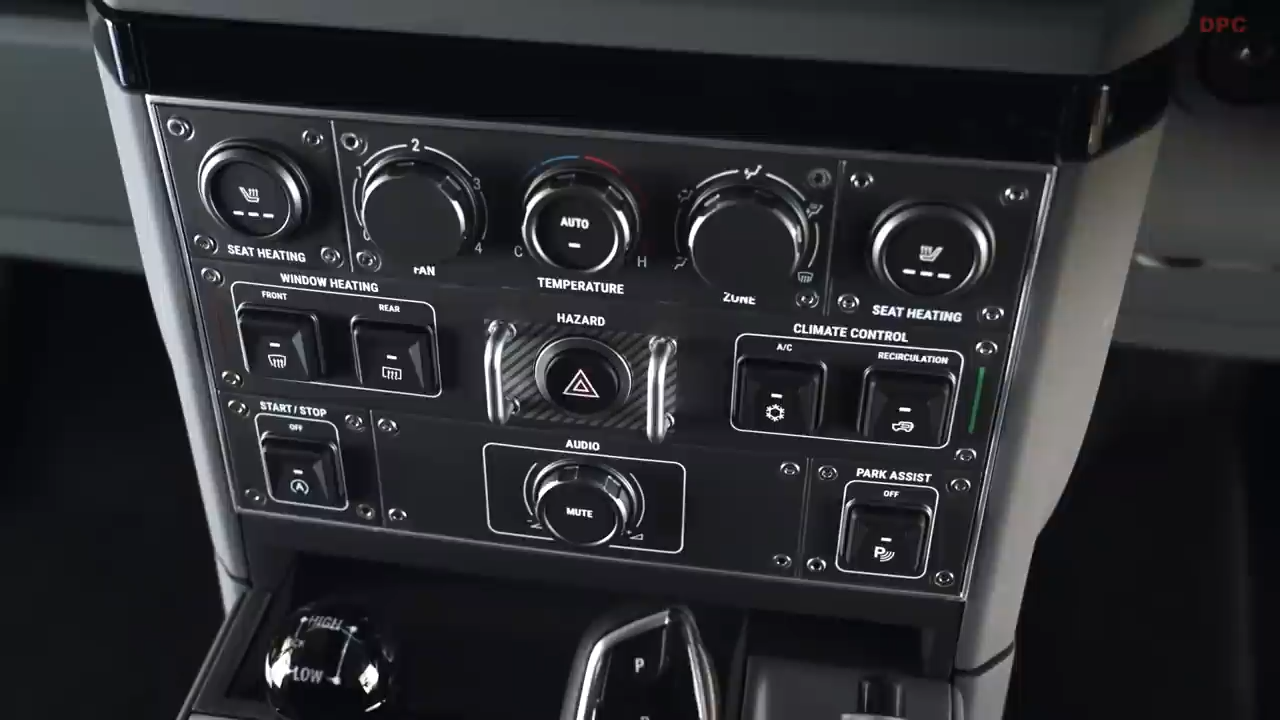 DPC
2
1
3
4
SEAT HEATING
FAN
AUTO
C
H
TEMPERATURE
ZONE
SEAT HEATING
WINDOW HEATING
FRONT
REAR
HAZARD
CLIMATE CONTROL
A/C
RECIRCULATION
START / STOP
OFF
A
AUDIO
MUTE
PARK ASSIST
OFF
P
HIGH
LOW
P